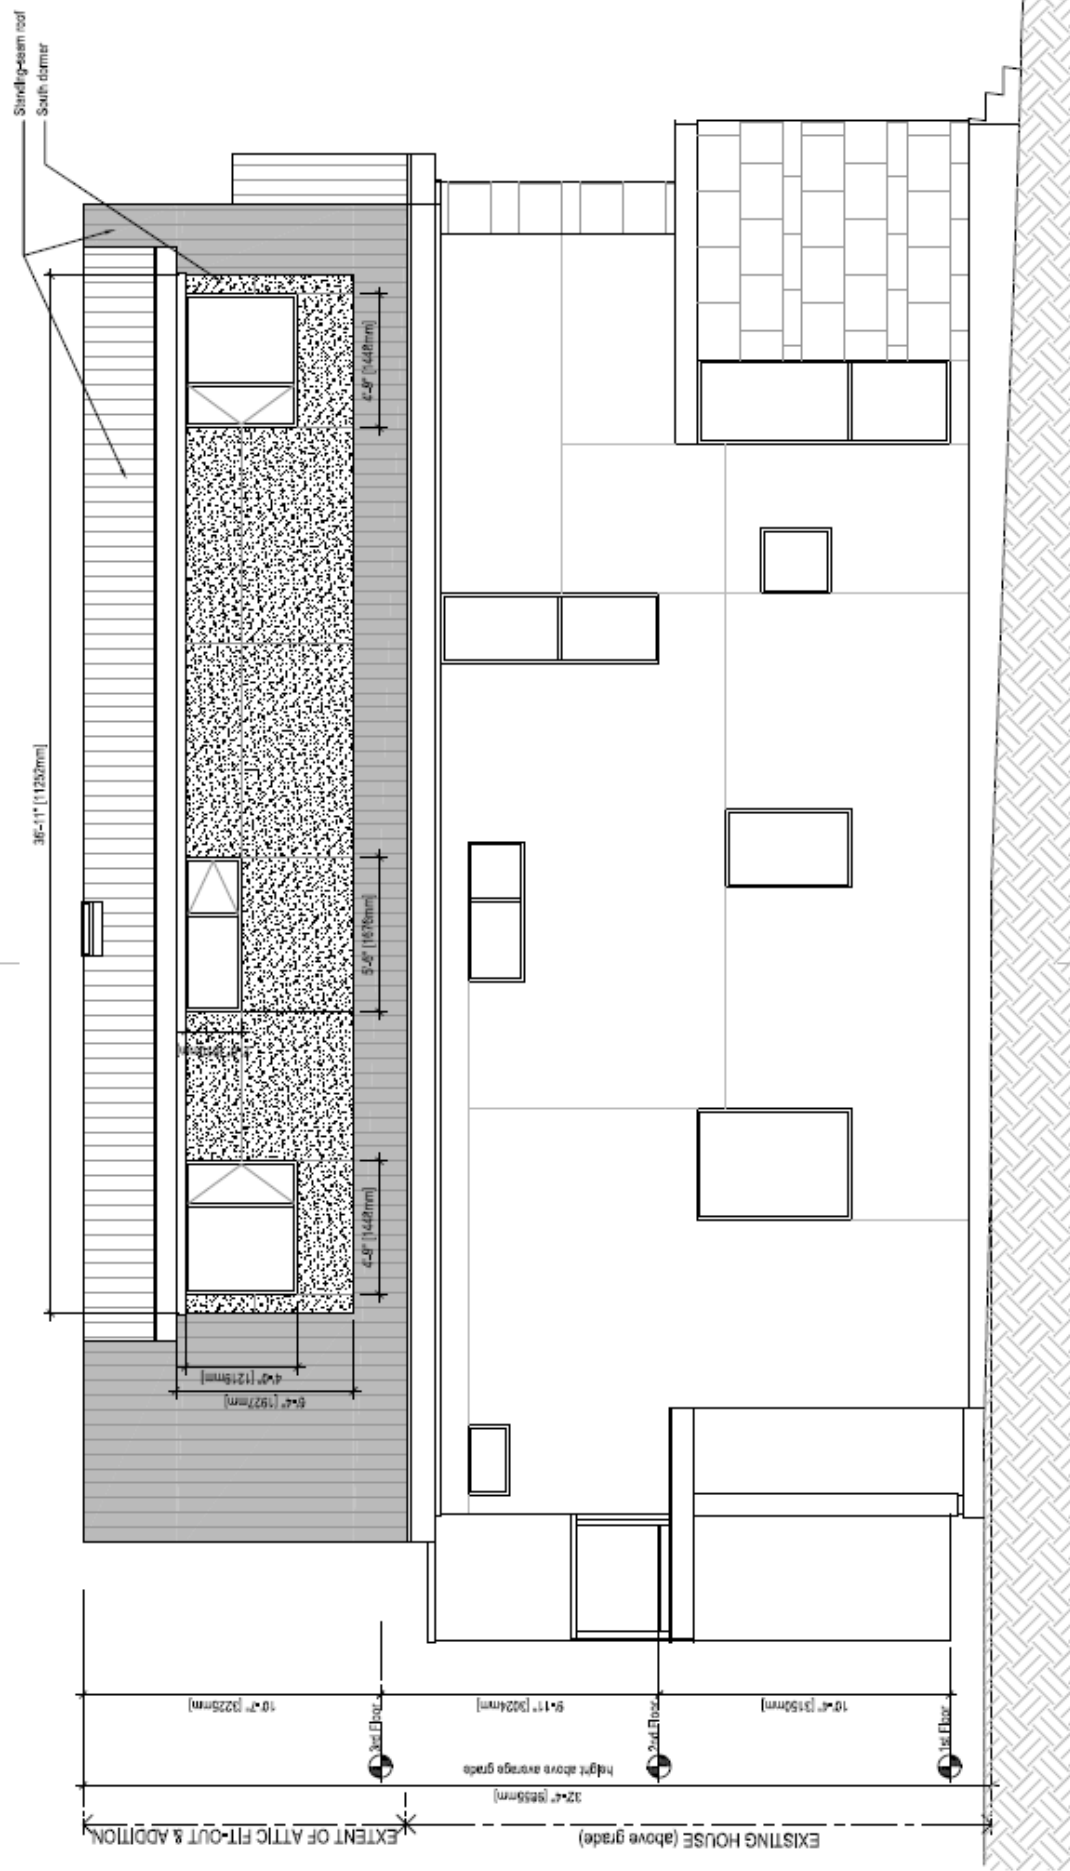 Standing-seam roof
South dormer
36'-11" [11252mm]
4'-9" [1448mm]
5'-6" [1676mm]
4'-9" [1448mm]
4'-0" [1219mm]
6'-4" [1927mm]
10'-7" [3225mm]
9'-11" [3024mm]
10'-4" [3150mm]
3rd Floor
2nd Floor
1st Floor
height above average grade
32'-4" [9855mm]
EXTENT OF ATTIC FIT-OUT & ADDITION
EXISTING HOUSE (above grade)